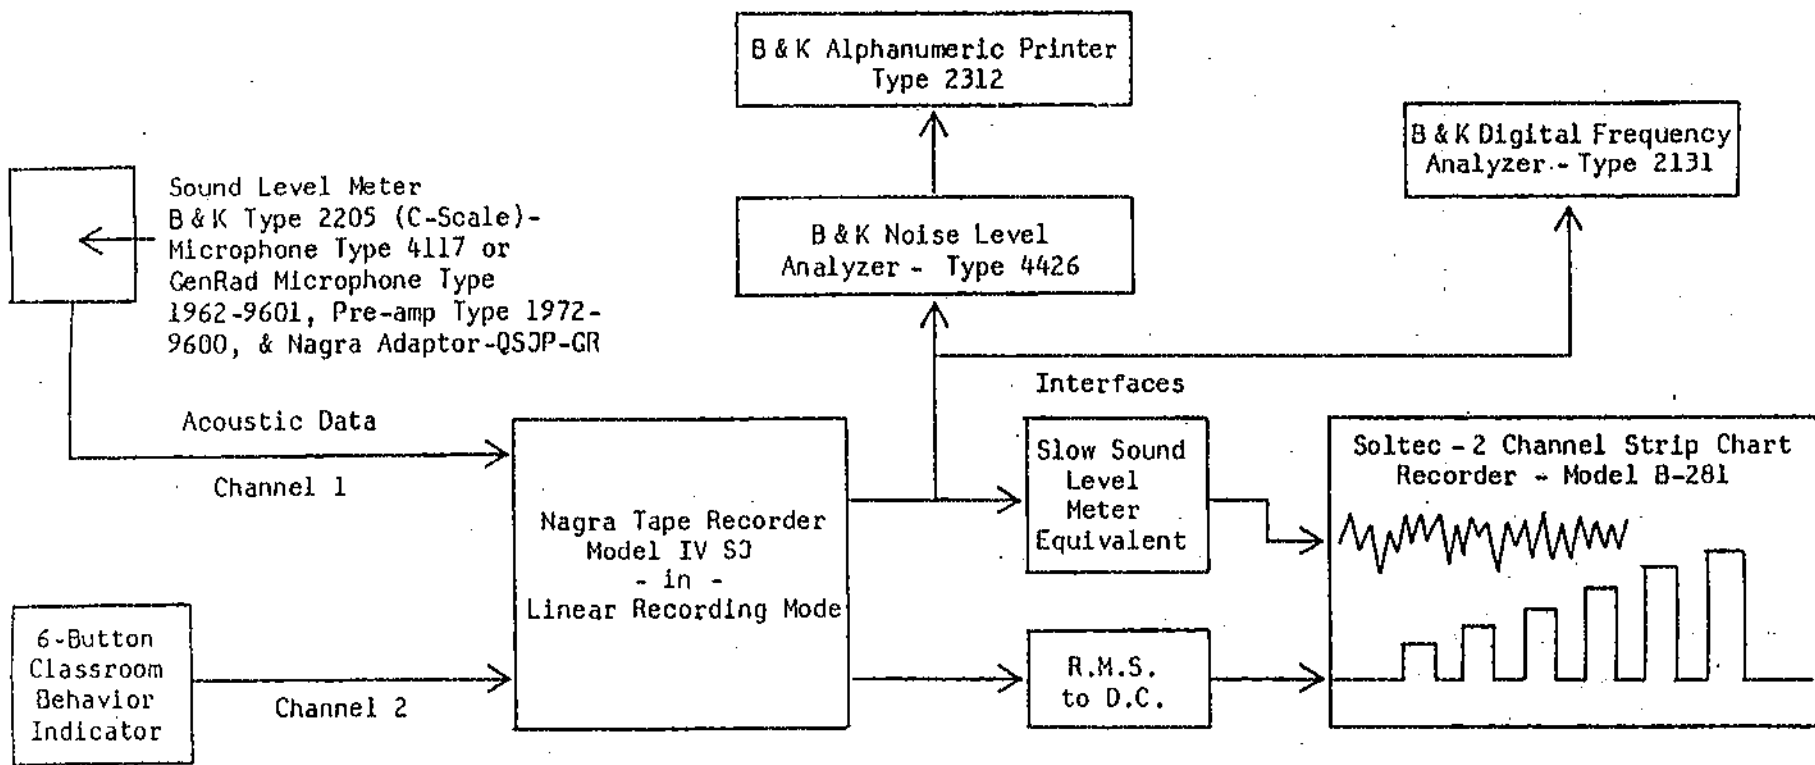 B & K Alphanumeric Printer
Type 2312
B & K Digital Frequency
Analyzer - Type 2131
Sound Level Meter
B & K Type 2205 (C-Scale)-
Microphone Type 4117 or
GenRad Microphone Type
1962-9601, Pre-amp Type 1972-
9600, & Nagra Adaptor-QSJP-GR
B & K Noise Level
Analyzer - Type 4426
Interfaces
Acoustic Data
Channel 1
Nagra Tape Recorder
Model IV SJ
- in -
Linear Recording Mode
Slow Sound
Level
Meter
Equivalent
Soltec - 2 Channel Strip Chart
Recorder - Model B-281
6-Button
Classroom
Behavior
Indicator
Channel 2
R.M.S.
to D.C.